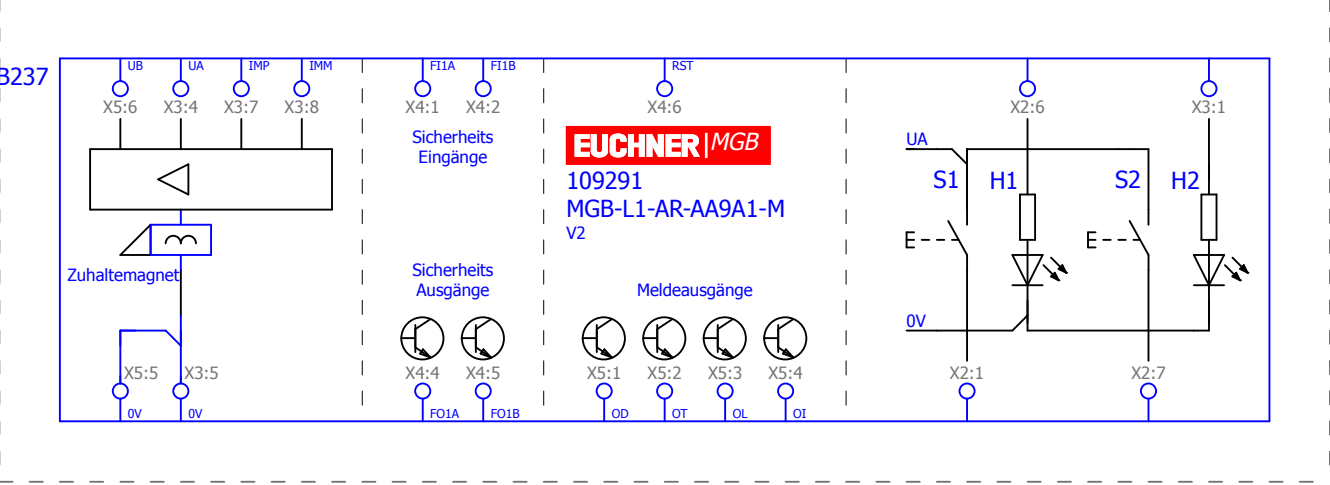 B237
UB UA IMP IMM FI1A FI1B RST
X5:6 X3:4 X3:7 X3:8 X4:1 X4:2 X4:6 X2:6 X3:1
Sicherheits
Eingänge
EUCHNER|MGB
109291
MGB-L1-AR-AA9A1-M
V2
UA
S1 H1 S2 H2
E E
Zuhaltemagnet
Sicherheits
Ausgänge
Meldeausgänge
0V
X5:5 X3:5 X4:4 X4:5 X5:1 X5:2 X5:3 X5:4 X2:1 X2:7
0V 0V FO1A FO1B OD OT OL OI